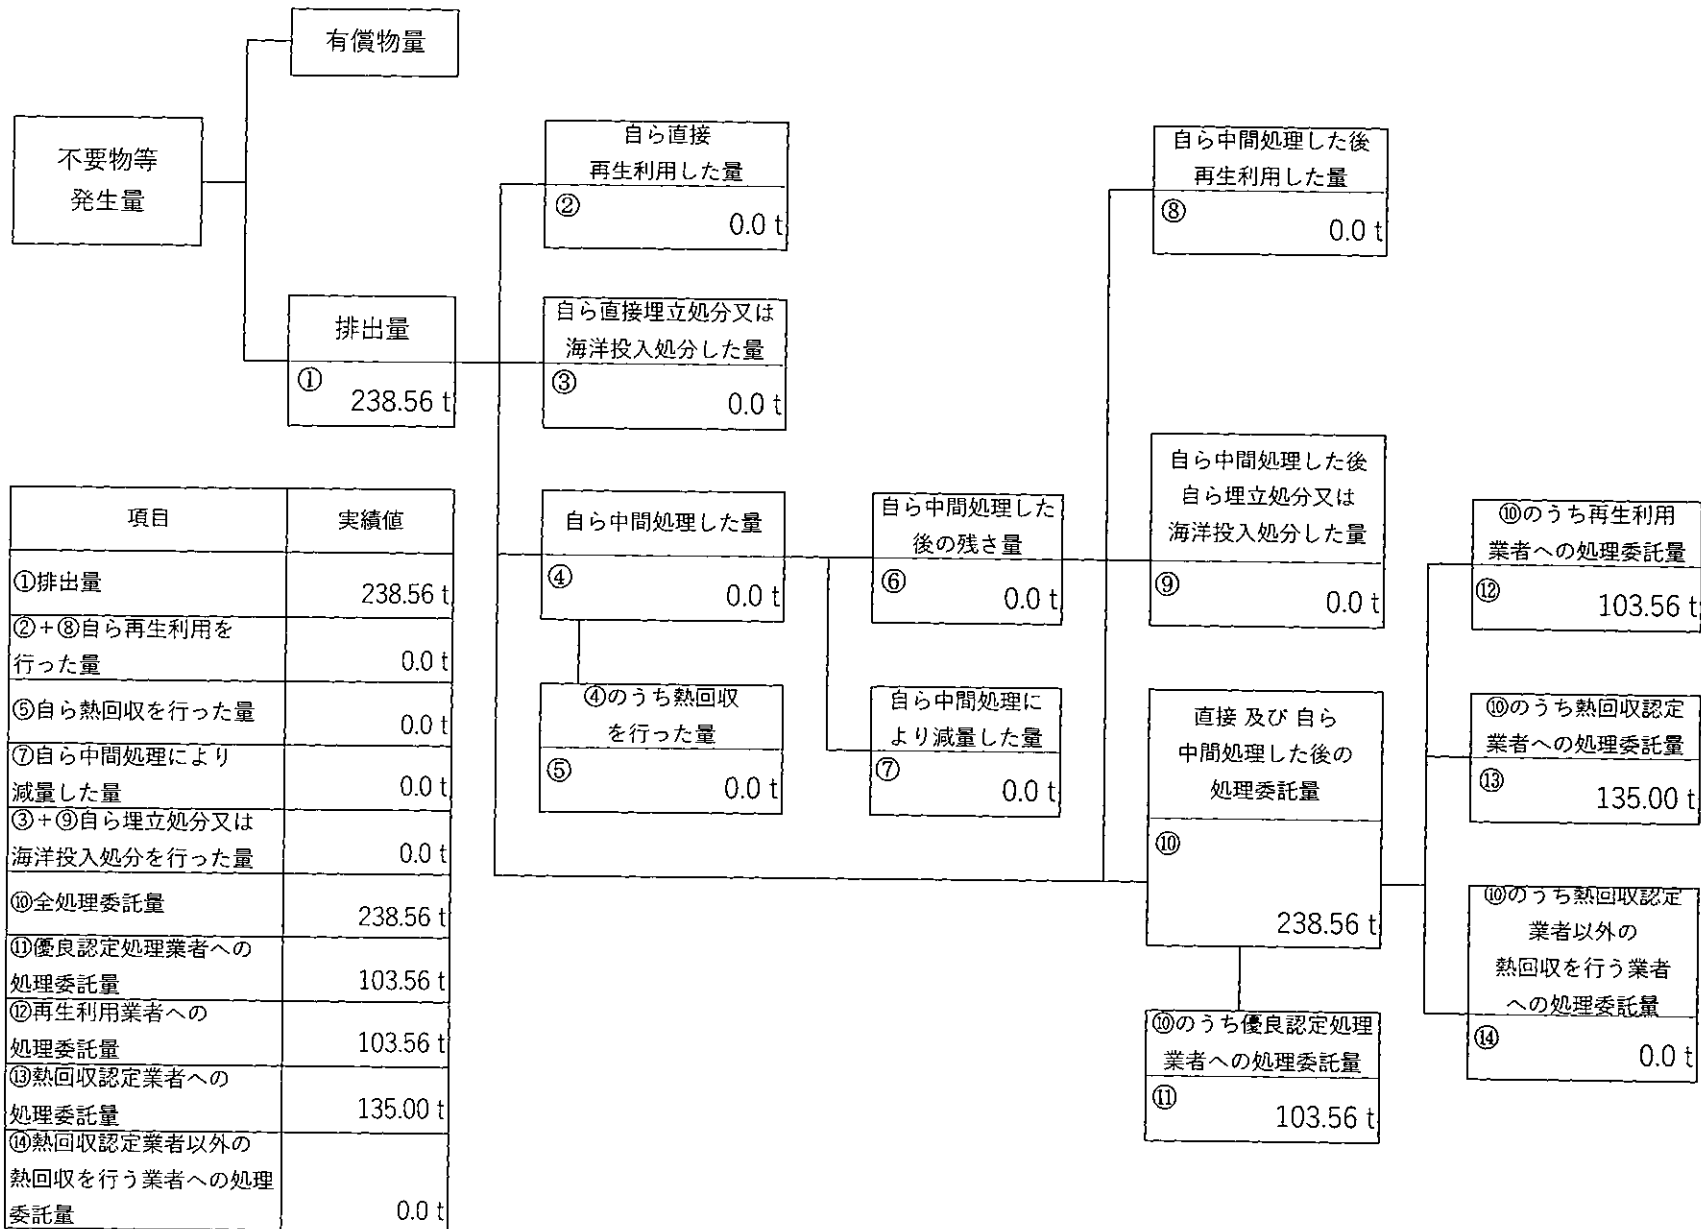 有償物量
不要物等
発生量
排出量
①
238.56 t
自ら直接
再生利用した量
②
0.0 t
自ら直接埋立処分又は
海洋投入処分した量
③
0.0 t
自ら中間処理した量
④
0.0 t
④のうち熱回収
を行った量
⑤
0.0 t
自ら中間処理した
後の残さ量
⑥
0.0 t
自ら中間処理に
より減量した量
⑦
0.0 t
自ら中間処理した後
再生利用した量
⑧
0.0 t
自ら中間処理した後
自ら埋立処分又は
海洋投入処分した量
⑨
0.0 t
直接 及び 自ら
中間処理した後の
処理委託量
⑩
238.56 t
⑩のうち優良認定処理
業者への処理委託量
⑪
103.56 t
⑩のうち再生利用
業者への処理委託量
⑫
103.56 t
⑩のうち熱回収認定
業者への処理委託量
⑬
135.00 t
⑩のうち熱回収認定
業者以外の
熱回収を行う業者
への処理委託量
⑭
0.0 t
項目 実績値
①排出量
238.56 t
②+⑧自ら再生利用を
行った量 0.0 t
⑤自ら熱回収を行った量 0.0 t
⑦自ら中間処理により
減量した量 0.0 t
③+⑨自ら埋立処分又は
海洋投入処分を行った量 0.0 t
⑩全処理委託量
238.56 t
⑪優良認定処理業者への
処理委託量 103.56 t
⑫再生利用業者への
処理委託量 103.56 t
⑬熱回収認定業者への
処理委託量 135.00 t
⑭熱回収認定業者以外の
熱回収を行う業者への処理
委託量 0.0 t